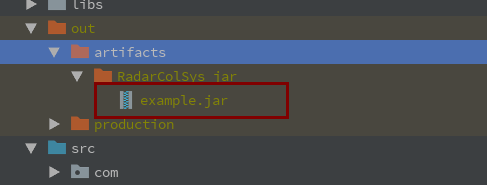 libs
out
artifacts
RadarColSys jar
example.jar
production
src
com